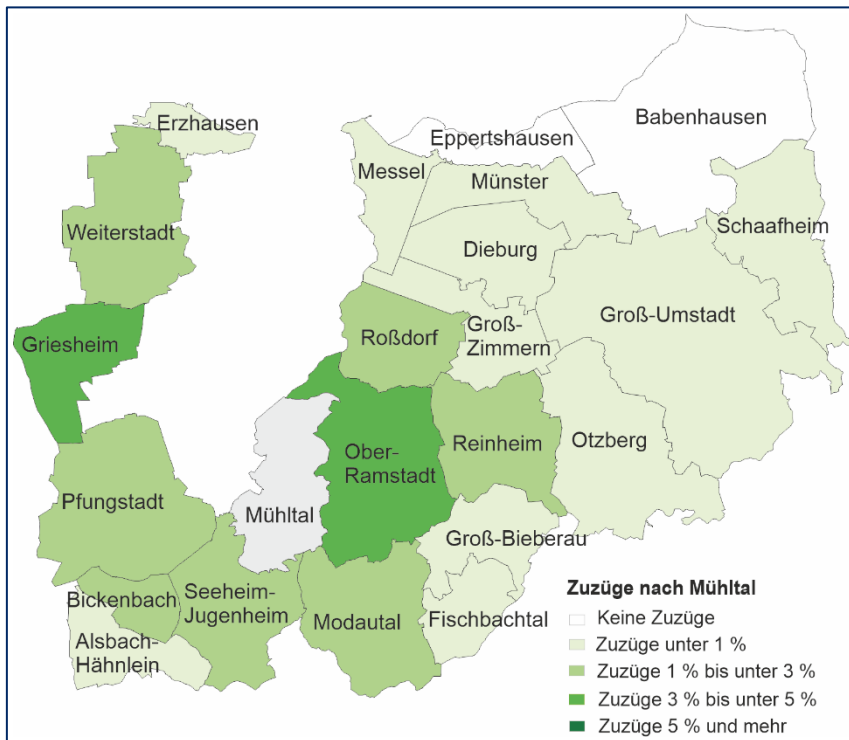 Erzhausen
Babenhausen
Eppertshausen
Messel
Münster
Weiterstadt
Schaafheim
Dieburg
Groß-Umstadt
Griesheim
Roßdorf
Groß-
Zimmern
Ober-
Ramstadt
Reinheim
Otzberg
Pfungstadt
Mühltal
Groß-Bieberau
Bickenbach
Seeheim-
Jugenheim
Modautal
Fischbachtal
Alsbach-
Hähnlein
Zuzüge nach Mühltal
Keine Zuzüge
Zuzüge unter 1 %
Zuzüge 1 % bis unter 3 %
Zuzüge 3 % bis unter 5 %
Zuzüge 5 % und mehr